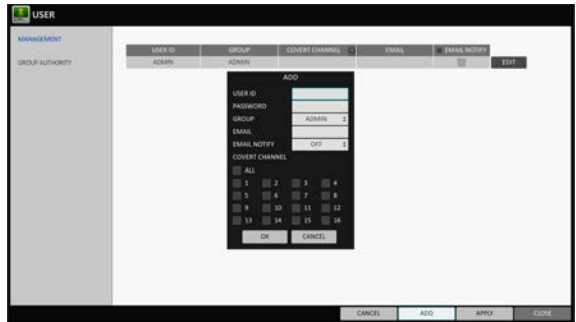 USER
MANAGEMENT
GROUP AUTHORITY
USER ID GROUP COVERT CHANNEL EMAIL EMAIL NOTIFY
ADMIN ADMIN EDIT
ADD
USER ID
PASSWORD
GROUP ADMIN
EMAIL
EMAIL NOTIFY OFF
COVERT CHANNEL
ALL
1 2 3 4
5 6 7 8
9 10 11 12
13 14 15 16
OK CANCEL
CANCEL ADD APPLY CLOSE